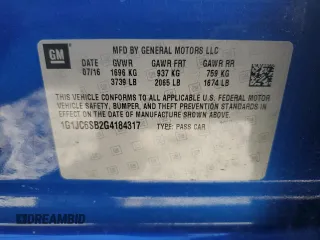 GM
MFD BY GENERAL MOTORS LLC
07/16 GVWR GAWR FRT GAWR RR
1696 KG 937 KG 759 KG
3739 LB 2065 LB 1674 LB
THIS VEHICLE CONFORMS TO ALL APPLICABLE U.S. FEDERAL MOTOR
VEHICLE SAFETY, BUMPER, AND THEFT PREVENTION STANDARDS
IN EFFECT ON THE DATE OF MANUFACTURE SHOWN ABOVE.
1G1JC6SB2G4184317 TYPE: PASS CAR
DREAMBID